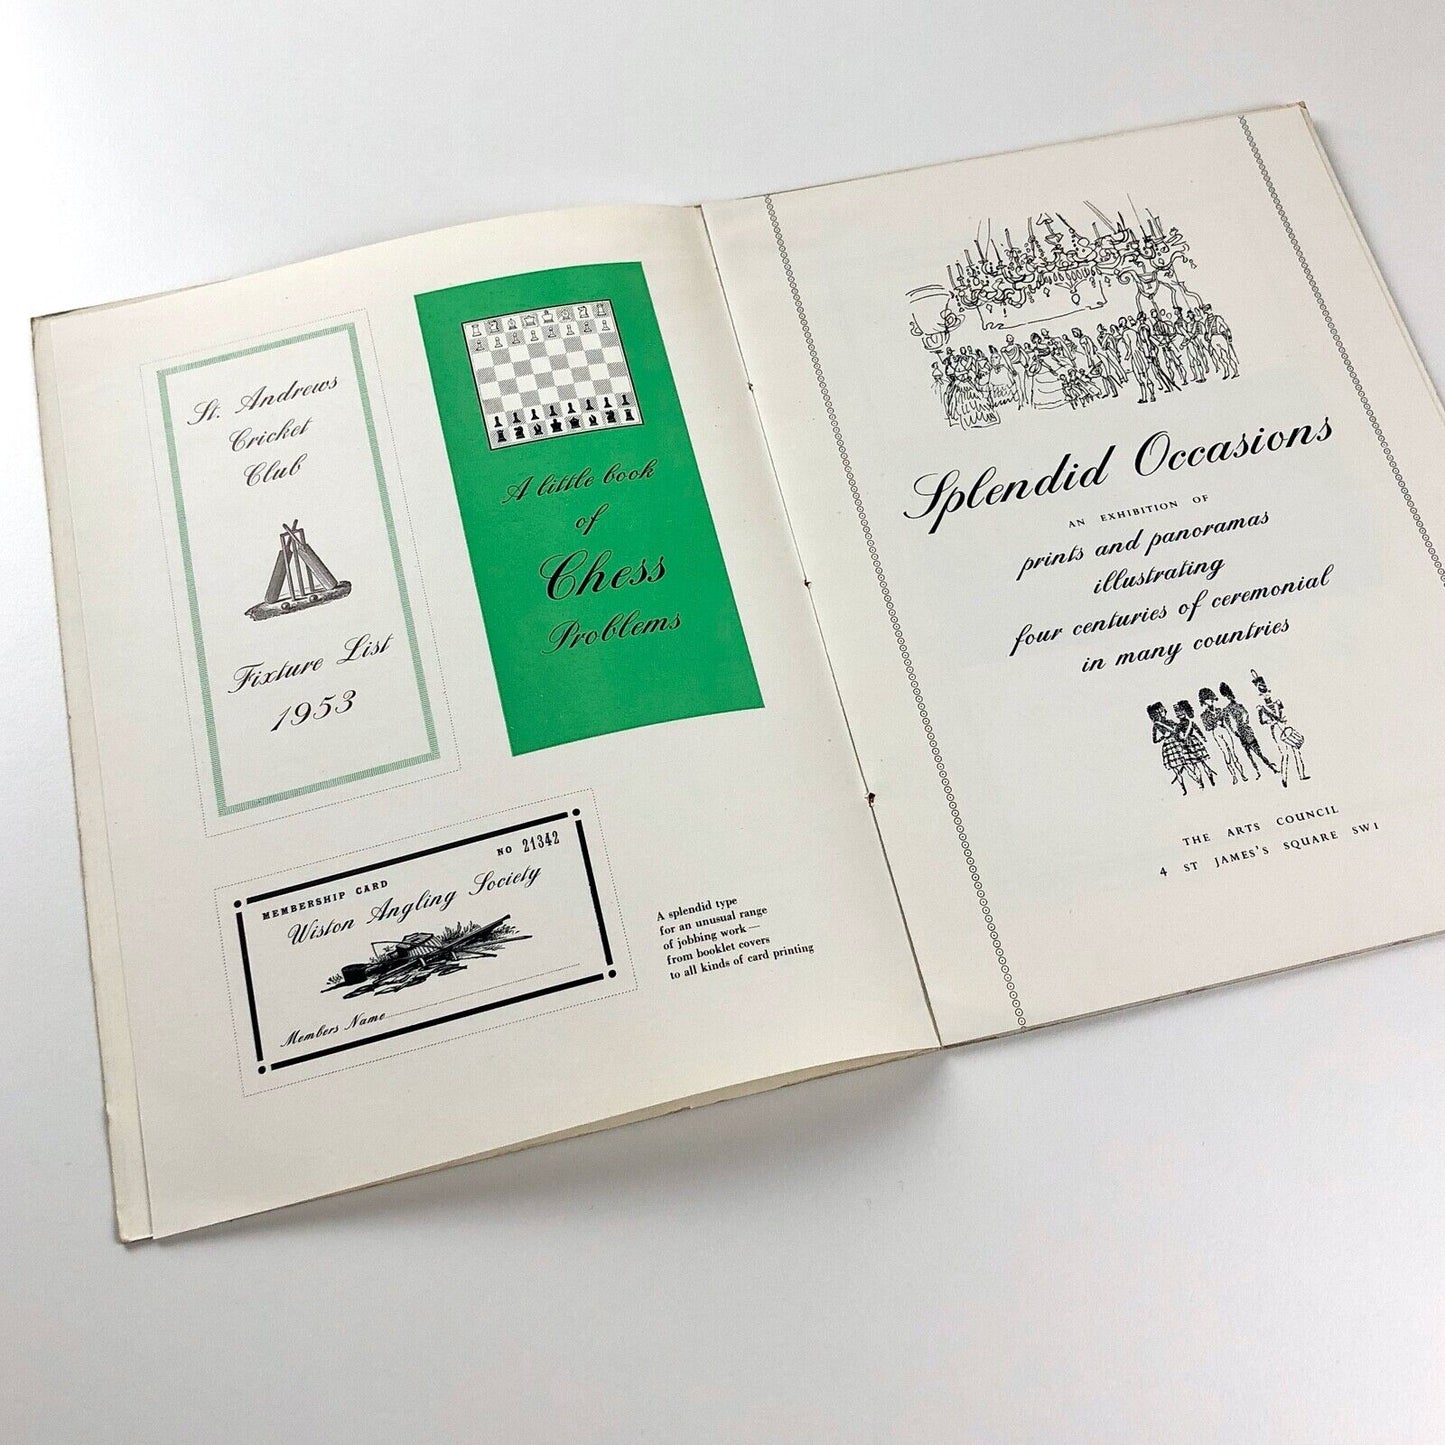 St. Andrews
Cricket
Club
Fixture List
1953
A little book
of
Chess
Problems
NO 21342
MEMBERSHIP CARD
Wiston Angling Society
Members Name
A splendid type
for an unusual range
of jobbing work —
from booklet covers
to all kinds of card printing
Splendid Occasions
AN EXHIBITION OF
prints and panoramas
illustrating
four centuries of ceremonial
in many countries
THE ARTS COUNCIL
4 ST JAMES'S SQUARE SW1